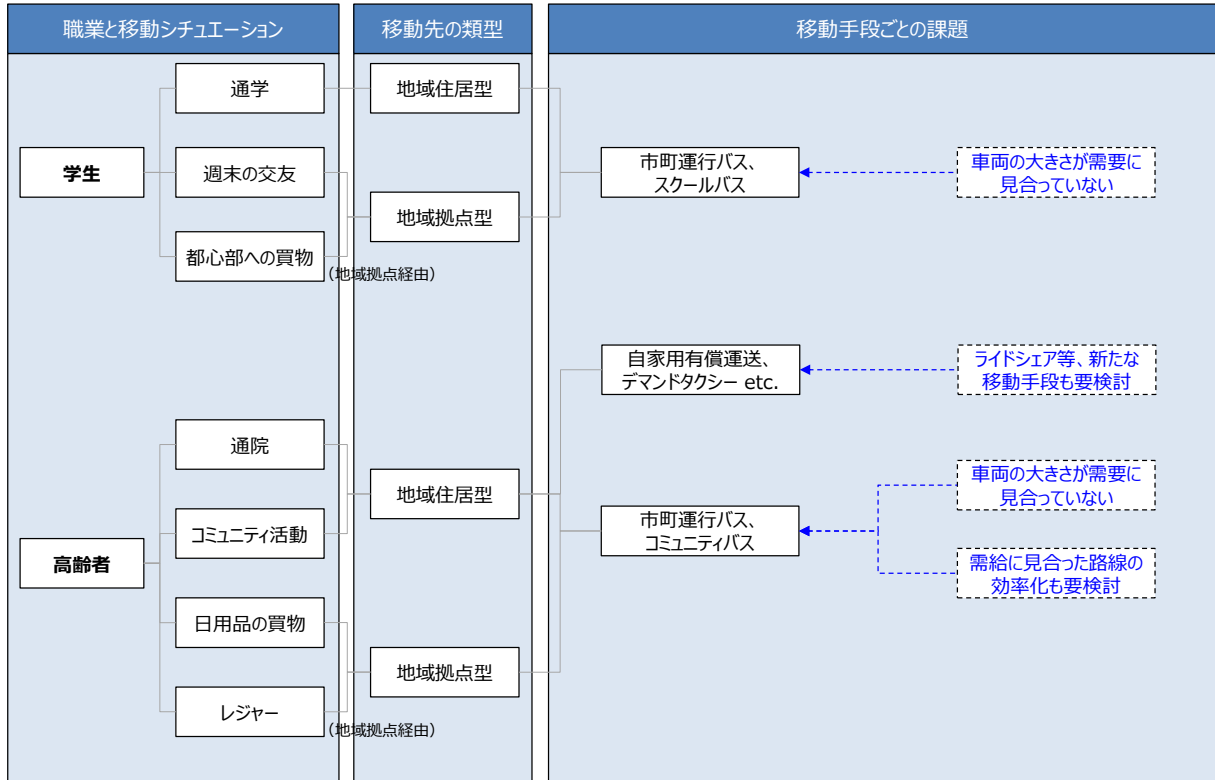 職業と移動シチュエーション
移動先の類型
移動手段ごとの課題
通学
地域住居型
学生
週末の交友
市町運行バス、
スクールバス
車両の大きさが需要に
見合っていない
地域拠点型
都心部への買物
（地域拠点経由）
自家用有償運送、
デマンドタクシー etc.
ライドシェア等、新たな
移動手段も要検討
通院
地域住居型
車両の大きさが需要に
見合っていない
コミュニティ活動
市町運行バス、
コミュニティバス
高齢者
需給に見合った路線の
効率化も要検討
日用品の買物
地域拠点型
レジャー
（地域拠点経由）